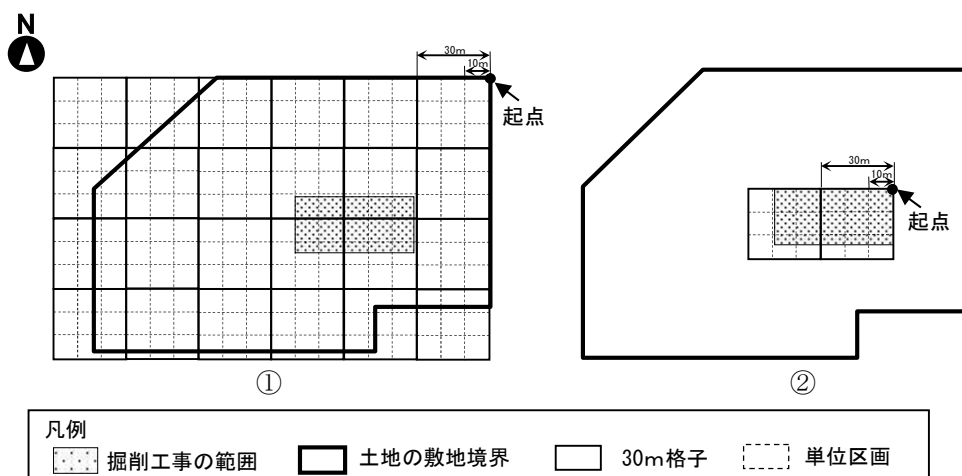 N
30m
10m
起点
30m
10m
起点
①
②
凡例
掘削工事の範囲
土地の敷地境界
30m格子
単位区画